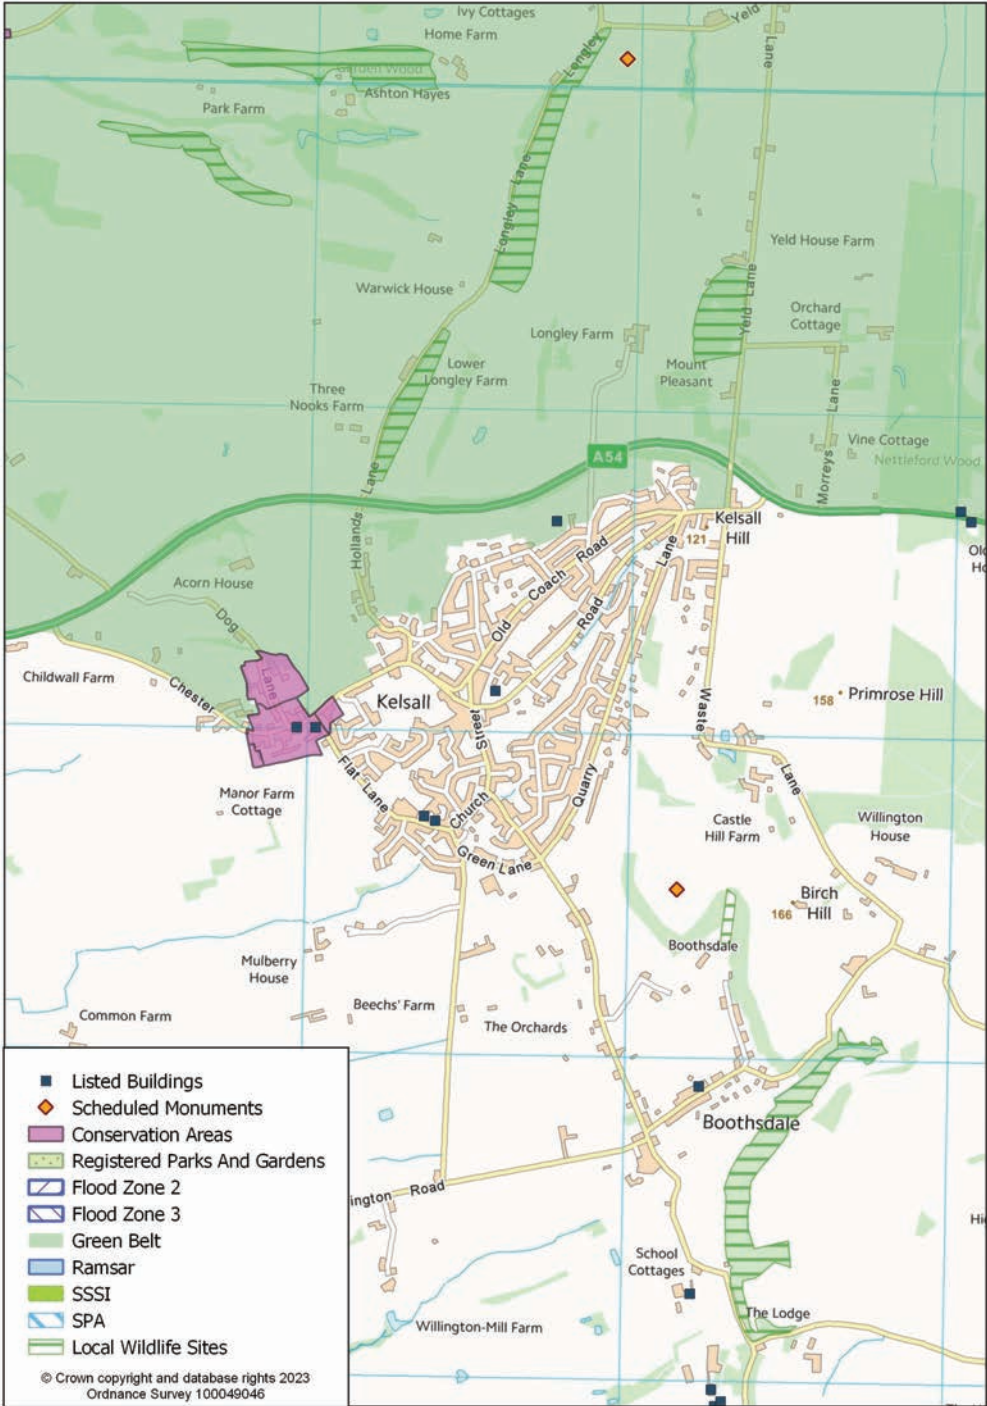 Ivy Cottages
Yeld
Home Farm
Longley
Lane
Garden Wood
Ashton Hayes
Park Farm
Longley Lane
Yeld House Farm
Warwick House
Yeld Lane
Orchard
Cottage
Longley Farm
Lower
Longley Farm
Mount
Pleasant
Three
Nooks Farm
Morreys Lane
Vine Cottage
Nettleford Wood
A54
Hollands Lane
Kelsall
Hill
121
Old Coach Road
Road
Lane
Acorn House
Dog Lane
Childwall Farm
Chester
Kelsall
Street
Waste
158
Primrose Hill
Flat Lane
Quarry
Lane
Manor Farm
Cottage
Church
Castle
Hill Farm
Willington
House
Green Lane
Birch
Hill
166
Boothsdale
Mulberry
House
Beechs' Farm
Common Farm
The Orchards
Boothsdale
ington Road
School
Cottages
Willington-Mill Farm
The Lodge
Listed Buildings
Scheduled Monuments
Conservation Areas
Registered Parks And Gardens
Flood Zone 2
Flood Zone 3
Green Belt
Ramsar
SSSI
SPA
Local Wildlife Sites
© Crown copyright and database rights 2023
Ordnance Survey 100049046